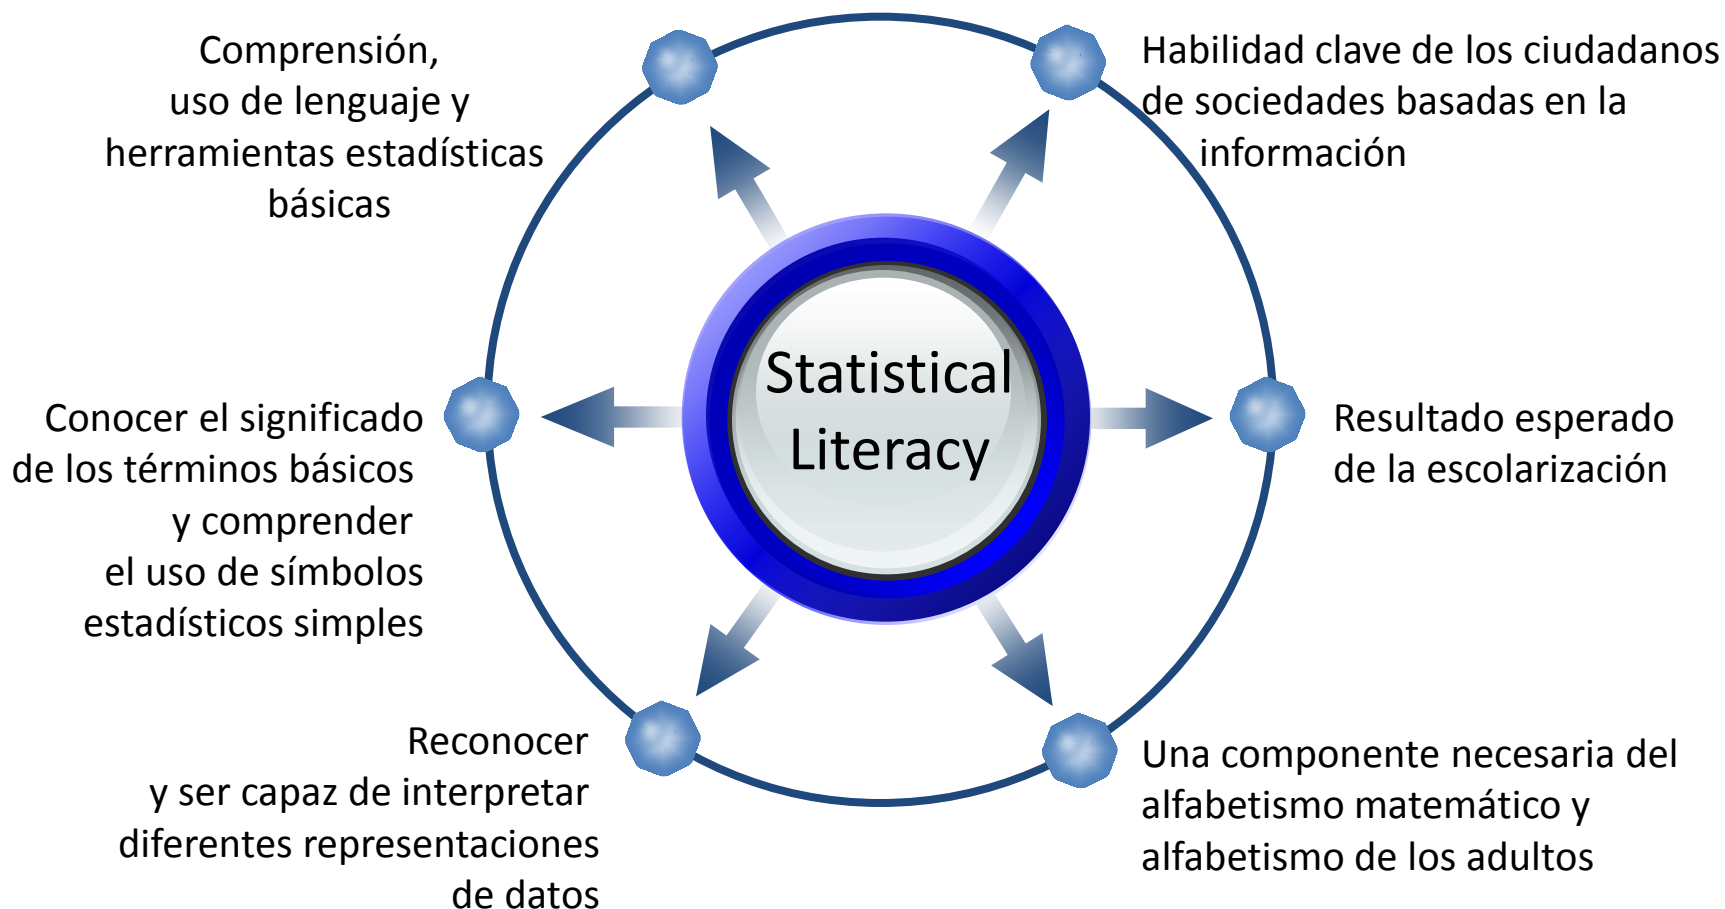 Comprensión,
uso de lenguaje y
herramientas estadísticas
básicas
Habilidad clave de los ciudadanos
de sociedades basadas en la
información
Statistical
Literacy
Conocer el significado
de los términos básicos
y comprender
el uso de símbolos
estadísticos simples
Resultado esperado
de la escolarización
Reconocer
y ser capaz de interpretar
diferentes representaciones
de datos
Una componente necesaria del
alfabetismo matemático y
alfabetismo de los adultos